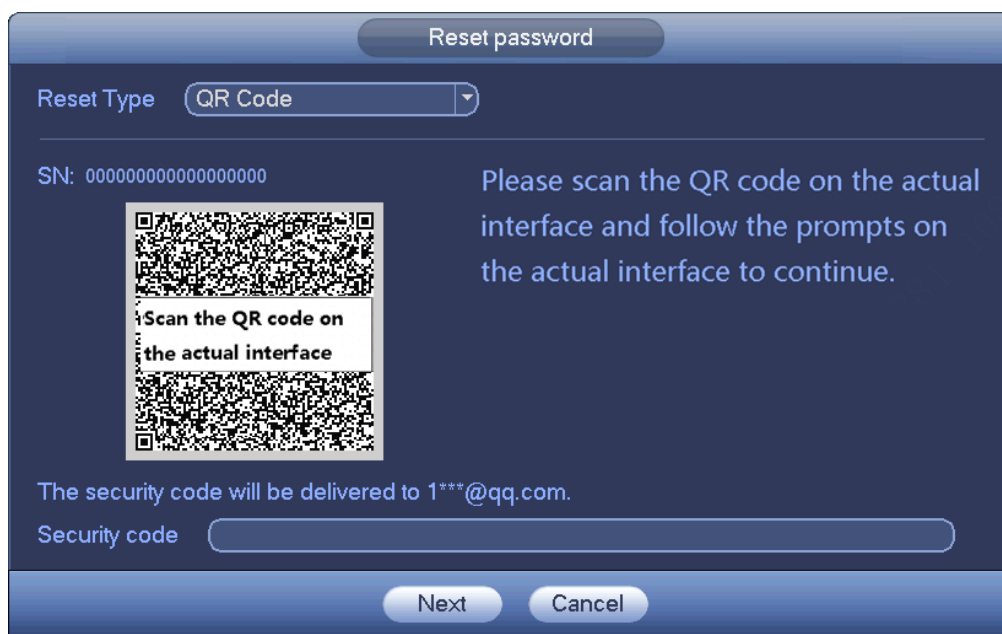 Reset password
Reset Type QR Code
SN: 000000000000000000
Please scan the QR code on the actual
interface and follow the prompts on
the actual interface to continue.
Scan the QR code on
the actual interface
The security code will be delivered to 1***@qq.com.
Security code
Next Cancel